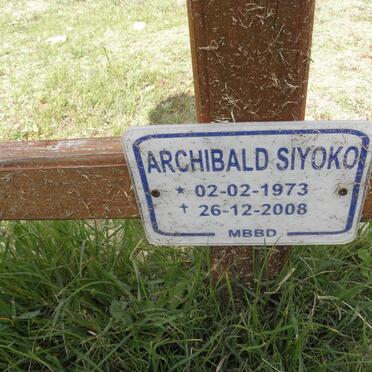 ARCHIBALD SIYOKO
* 02-02-1973
† 26-12-2008
MBBD